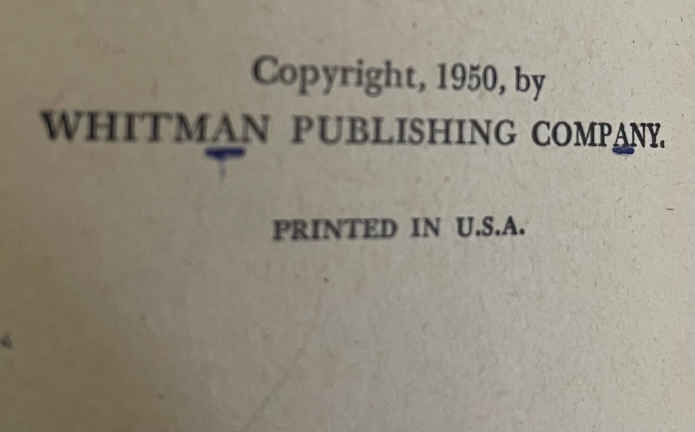 Copyright, 1950, by
WHITMAN PUBLISHING COMPANY.
PRINTED IN U.S.A.